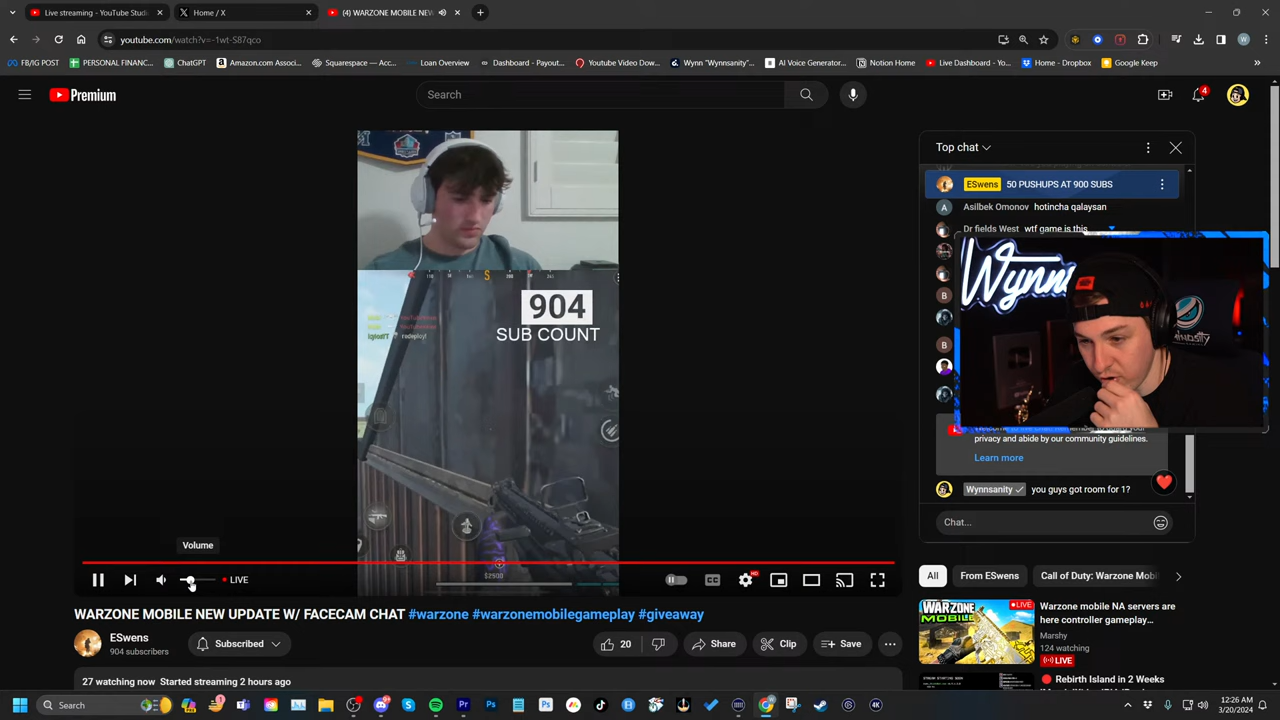 Live streaming - YouTube Studi
Home / X
(4) WARZONE MOBILE NEW
youtube.com/watch?v=-1wt-S87qco
FB/IG POST
PERSONAL FINANC...
ChatGPT
Amazon.com Associ...
Squarespace — Acc...
Loan Overview
Dashboard - Payout...
Youtube Video Dow...
Wynn "Wynnsanity"...
AI Voice Generator...
Notion Home
Live Dashboard - Yo...
Home - Dropbox
Google Keep
Premium
Search
4
Top chat
ESwens 50 PUSHUPS AT 900 SUBS
A Asilbek Omonov hotincha qalaysan
Dr fields West wtf game is this
904
SUB COUNT
redeploy!
$2500
privacy and abide by our community guidelines.
Learn more
Wynnsanity you guys got room for 1?
Chat...
Volume
LIVE
WARZONE MOBILE NEW UPDATE W/ FACECAM CHAT #warzone #warzonemobilegameplay #giveaway
ESwens
904 subscribers
Subscribed
20
Share
Clip
Save
27 watching now Started streaming 2 hours ago
All
From ESwens
Call of Duty: Warzone Mobi
WARZONE
MOBILE
LIVE
Warzone mobile NA servers are
here controller gameplay...
Marshy
124 watching
LIVE
Rebirth Island in 2 Weeks
Search
12:26 AM
3/20/2024